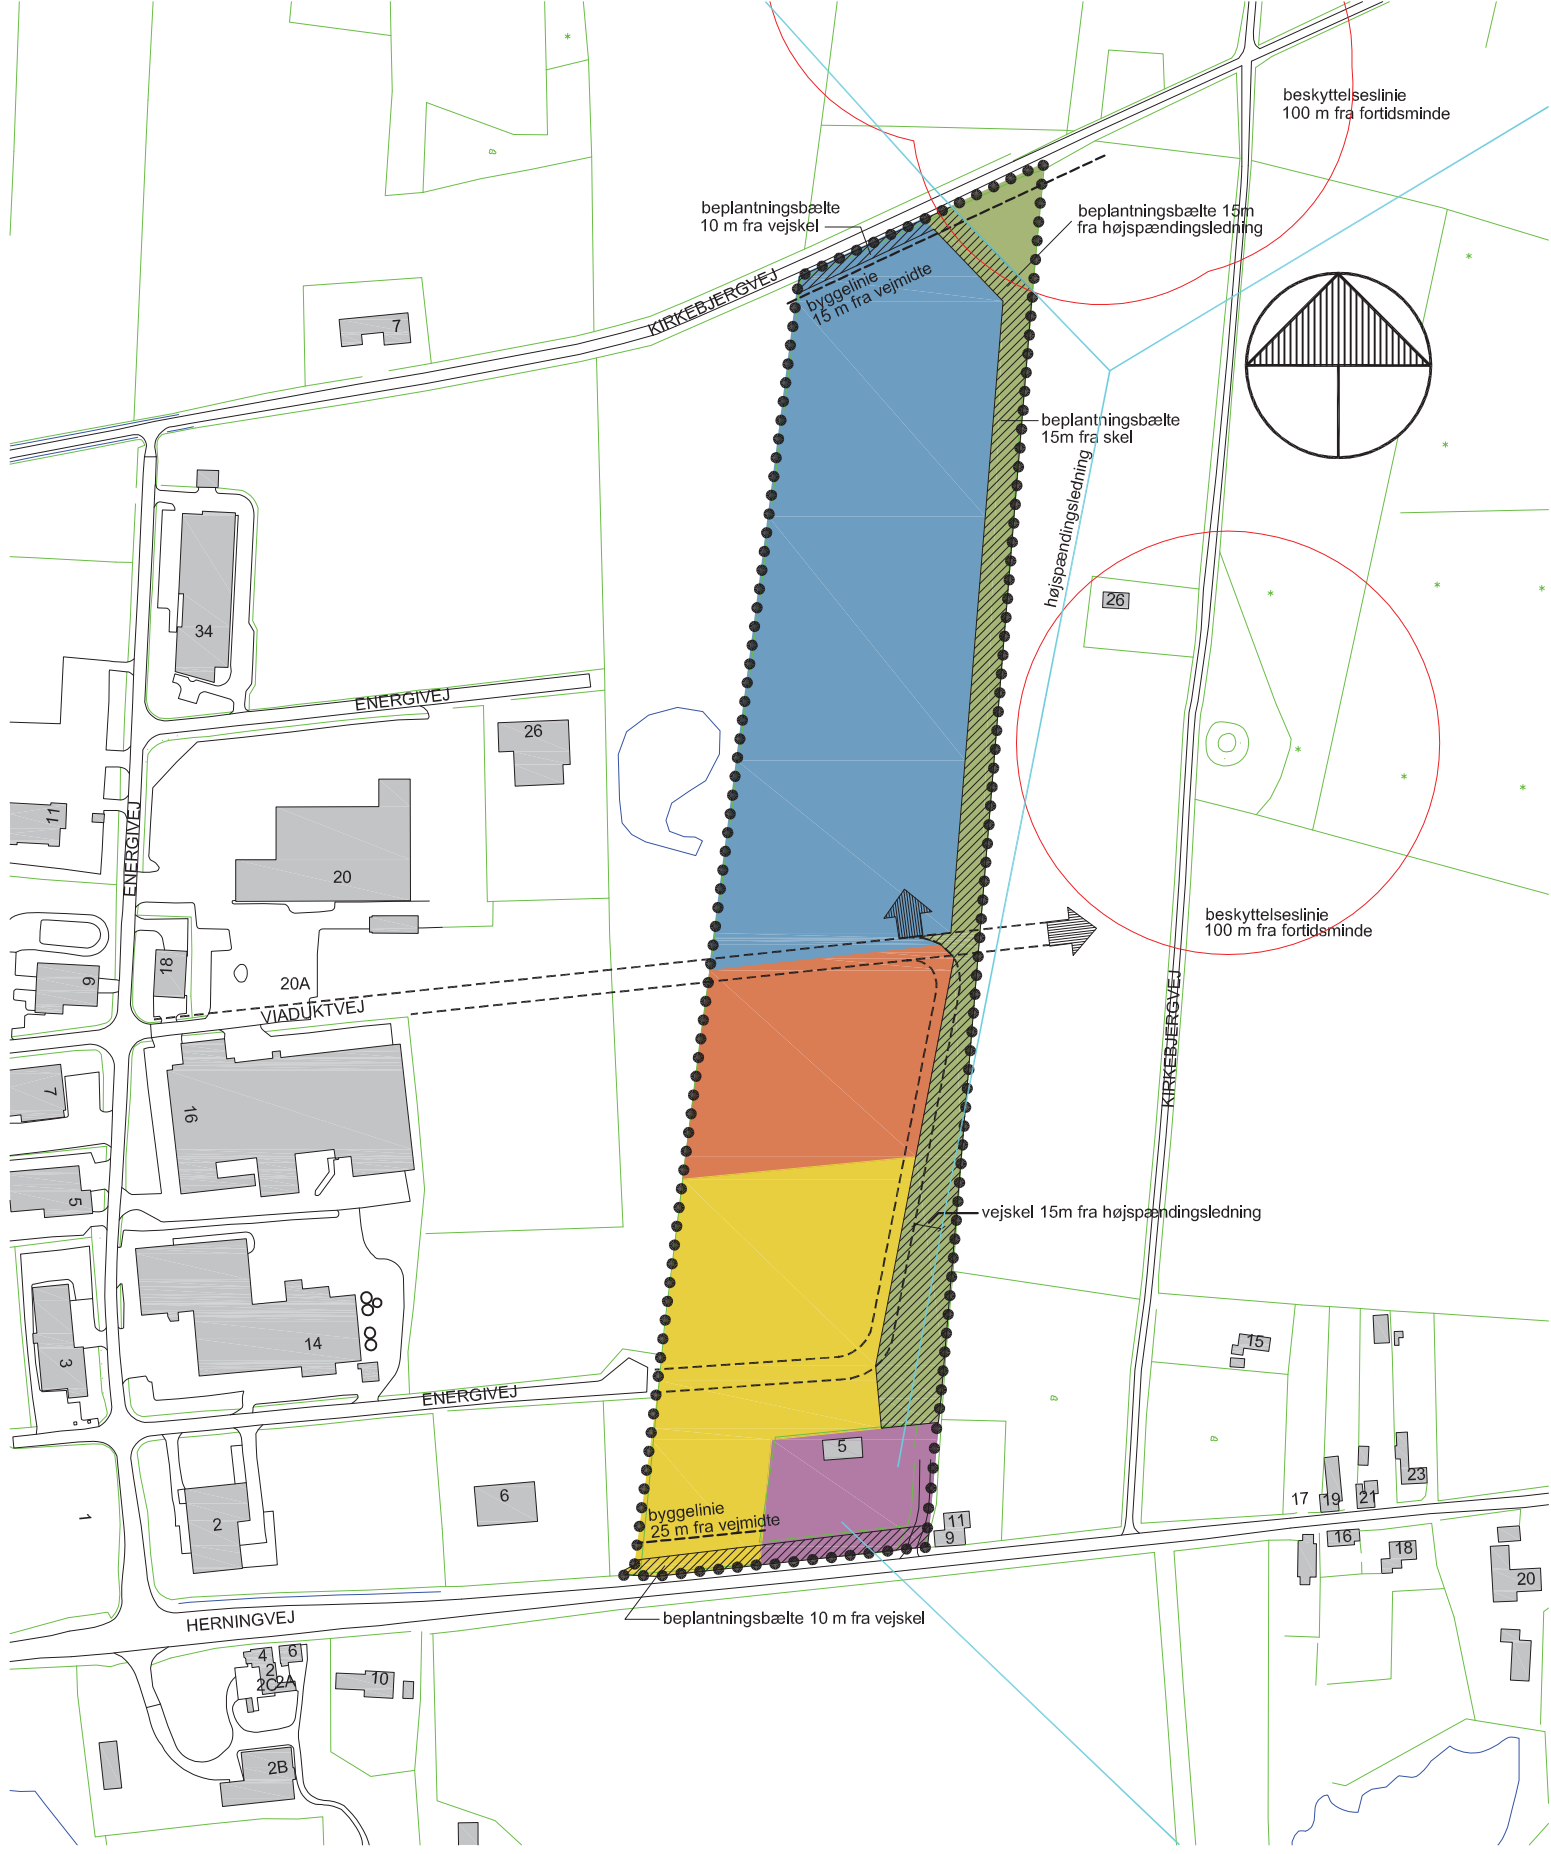 beskyttelseslinie
100 m fra fortidsminde
beplantningsbælte
10 m fra vejskel
beplantningsbælte 15m
fra højspændingsledning
byggelinie
15 m fra vejmidte
KIRKEBJERGVEJ
7
beplantningsbælte
15m fra skel
højspændingsledning
26
34
ENERGIVEJ
26
11
ENERGIVEJ
20
beskyttelseslinie
100 m fra fortidsminde
18
6
20A
VIADUKTVEJ
KIRKEBJERGVEJ
7
16
5
vejskel 15m fra højspændingsledning
14
3
15
ENERGIVEJ
5
6
23
17
19
21
1
2
byggelinie
25 m fra vejmidte
11
9
16
18
20
HERNINGVEJ
beplantningsbælte 10 m fra vejskel
4
6
2
2C
2A
10
2B